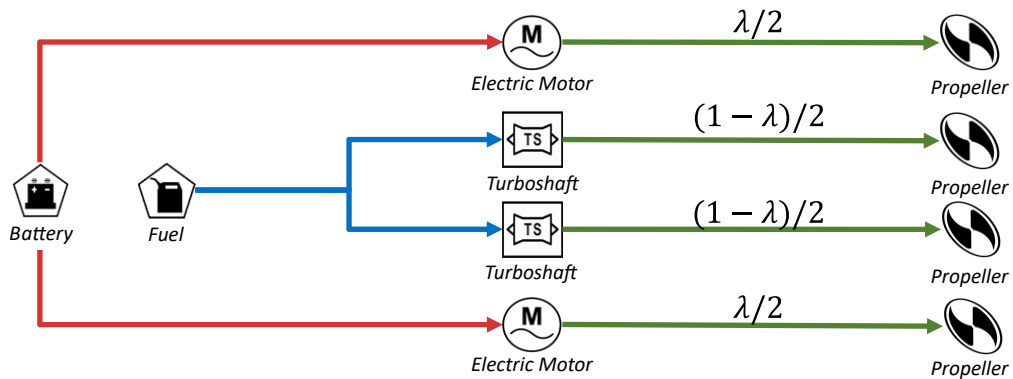 λ/2
M
Electric Motor
Propeller
(1 − λ)/2
TS
Turboshaft
Propeller
Battery
Fuel
(1 − λ)/2
TS
Turboshaft
Propeller
λ/2
M
Electric Motor
Propeller